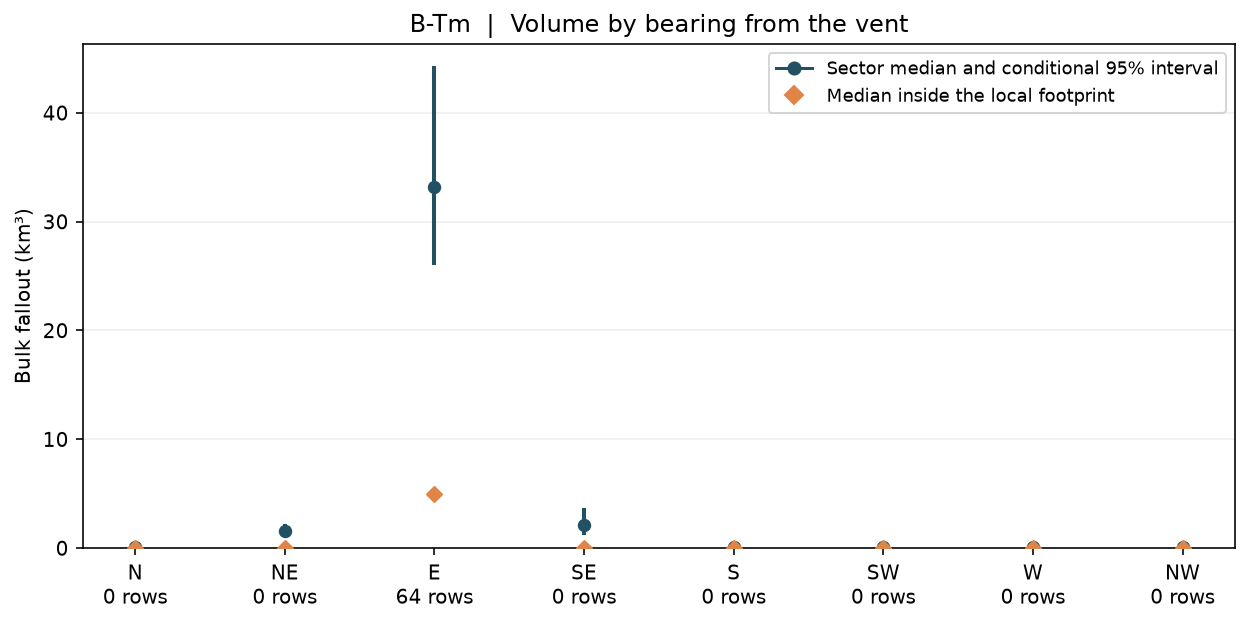 B-Tm | Volume by bearing from the vent
Sector median and conditional 95% interval
Median inside the local footprint
Bulk fallout (km³)
40
30
20
10
0
N
0 rows
NE
0 rows
E
64 rows
SE
0 rows
S
0 rows
SW
0 rows
W
0 rows
NW
0 rows